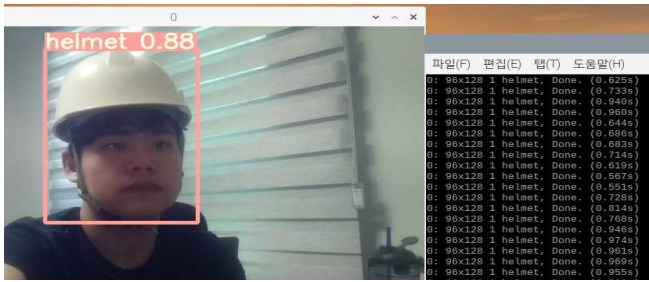 0
helmet 0.88
파일(F) 편집(E) 탭(T) 도움말(H)
0: 96x128 1 helmet, Done. (0.625s)
0: 96x128 1 helmet, Done. (0.733s)
0: 96x128 1 helmet, Done. (0.940s)
0: 96x128 1 helmet, Done. (0.960s)
0: 96x128 1 helmet, Done. (0.644s)
0: 96x128 1 helmet, Done. (0.686s)
0: 96x128 1 helmet, Done. (0.683s)
0: 96x128 1 helmet, Done. (0.714s)
0: 96x128 1 helmet, Done. (0.619s)
0: 96x128 1 helmet, Done. (0.567s)
0: 96x128 1 helmet, Done. (0.551s)
0: 96x128 1 helmet, Done. (0.728s)
0: 96x128 1 helmet, Done. (0.814s)
0: 96x128 1 helmet, Done. (0.768s)
0: 96x128 1 helmet, Done. (0.946s)
0: 96x128 1 helmet, Done. (0.974s)
0: 96x128 1 helmet, Done. (0.961s)
0: 96x128 1 helmet, Done. (0.969s)
0: 96x128 1 helmet, Done. (0.955s)